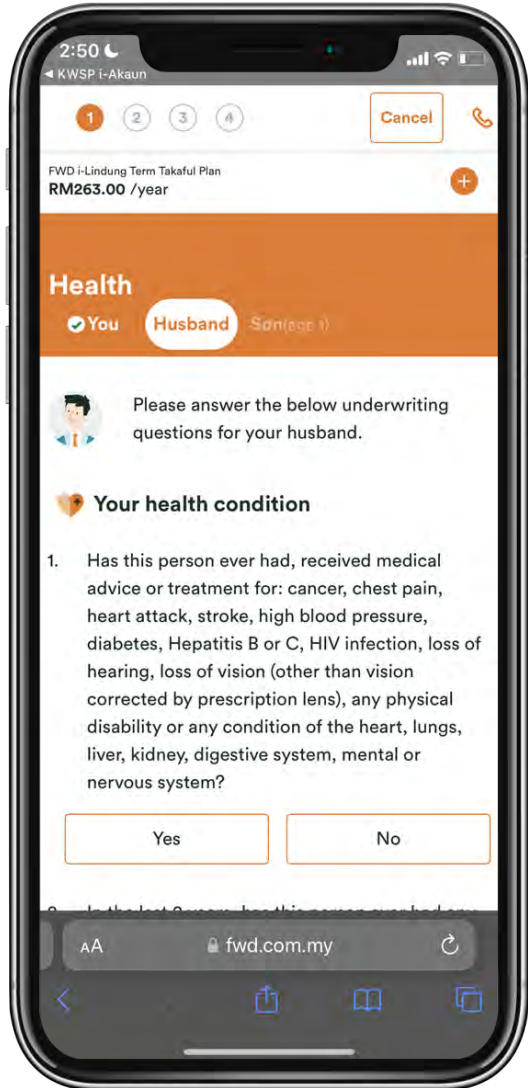 2:50
◀ KWSP i-Akaun
1 2 3 4 Cancel
FWD i-Lindung Term Takaful Plan
RM263.00 /year
Health
You Husband Son(age 1)
Please answer the below underwriting
questions for your husband.
Your health condition
1. Has this person ever had, received medical
advice or treatment for: cancer, chest pain,
heart attack, stroke, high blood pressure,
diabetes, Hepatitis B or C, HIV infection, loss of
hearing, loss of vision (other than vision
corrected by prescription lens), any physical
disability or any condition of the heart, lungs,
liver, kidney, digestive system, mental or
nervous system?
Yes No
AA fwd.com.my